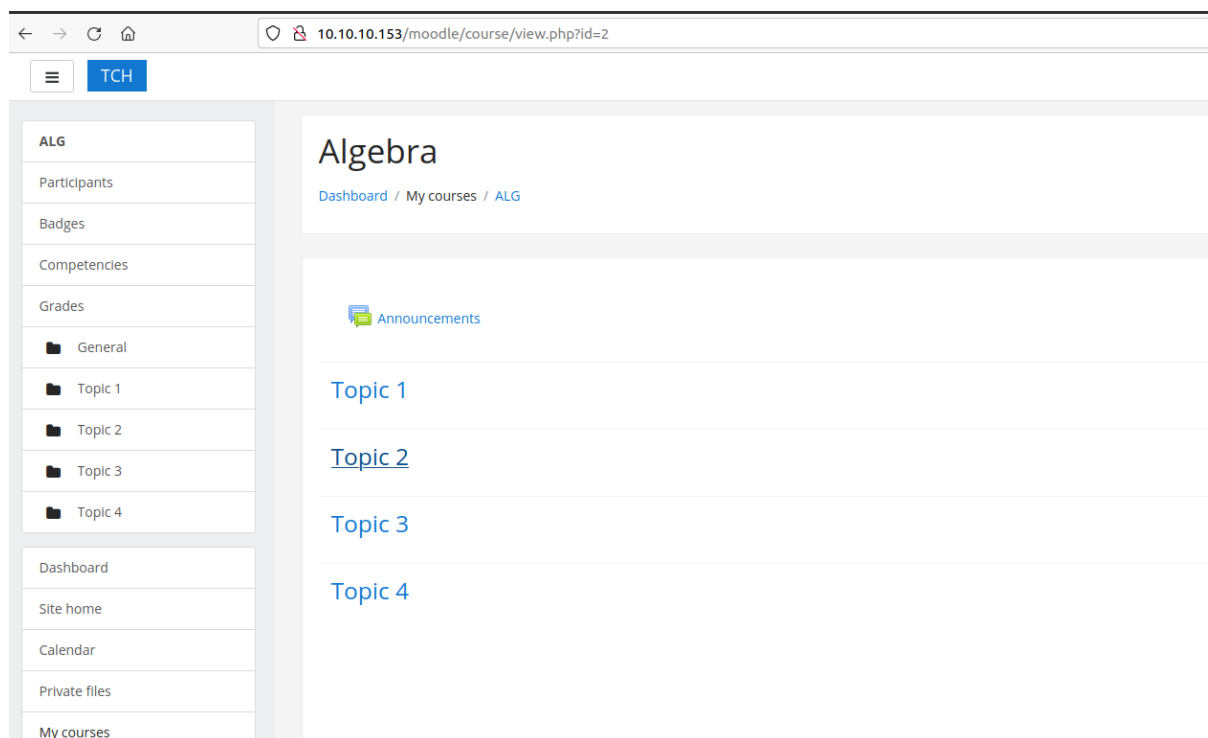 10.10.10.153/moodle/course/view.php?id=2
TCH
ALG
Participants
Badges
Competencies
Grades
General
Topic 1
Topic 2
Topic 3
Topic 4
Dashboard
Site home
Calendar
Private files
My courses
Algebra
Dashboard / My courses / ALG
Announcements
Topic 1
Topic 2
Topic 3
Topic 4